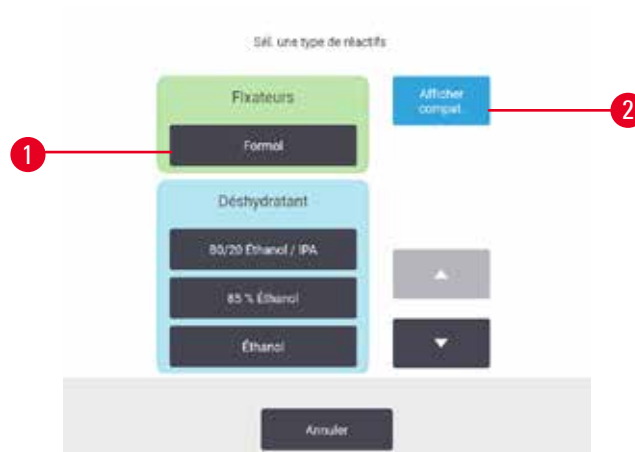 Sél. une type de réactifs
Fixateurs
Afficher
compat.
Formol
1
2
Déshydratant
80/20 Éthanol / IPA
85 % Éthanol
Éthanol
Annuler